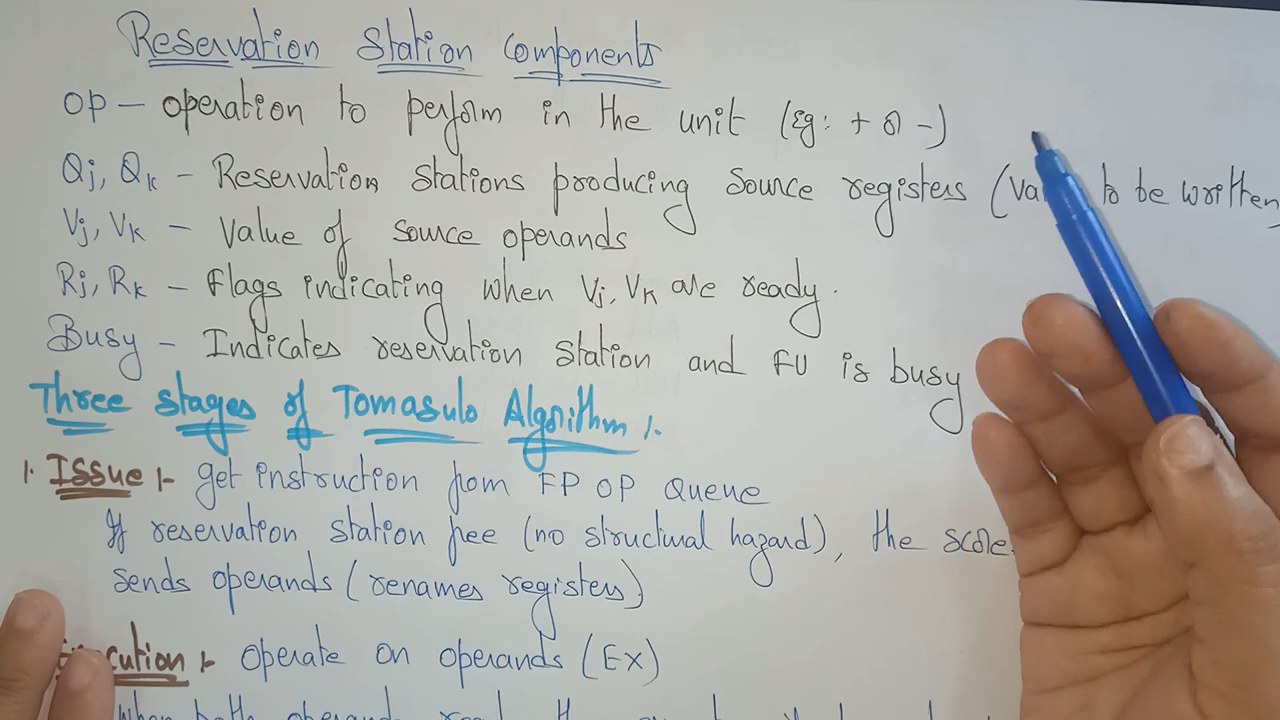 Reservation Station Components
OP – operation to perform in the unit (Eg: + or -)
Qj, Qk – Reservation stations producing source registers ( to be written
Vj, Vk – Value of source operands
Rj, Rk – Flags indicating when Vj, Vk are ready.
Busy – Indicates reservation station and FU is busy
Three stages of Tomasulo Algorithm :-
1. Issue :- get instruction from FP OP Queue
If reservation station free (no structural hazard), the
sends operands (renames registers)
:- operate on operands (EX)
When both operands